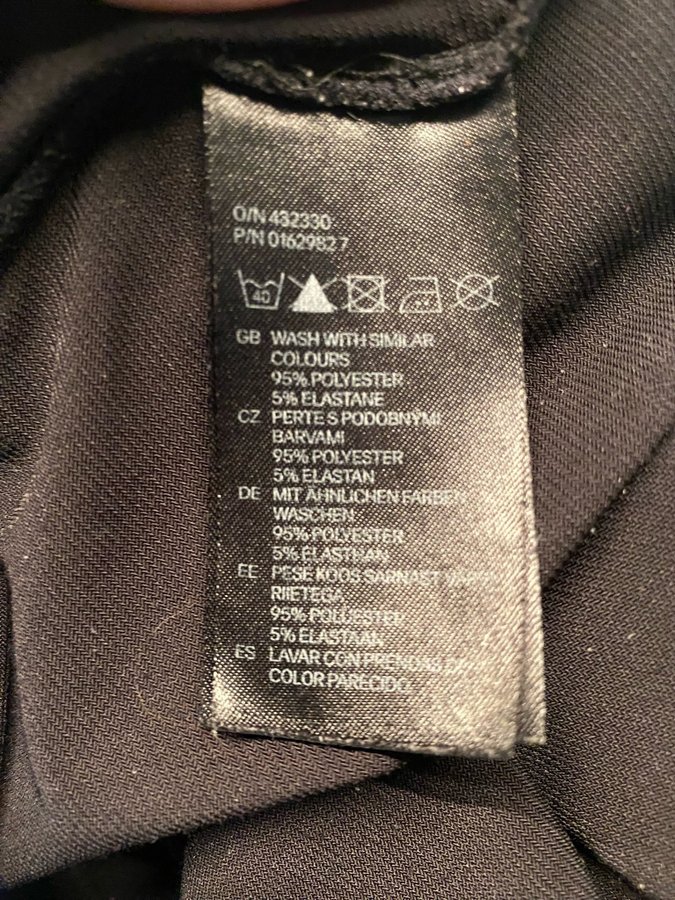 O/N 432330
P/N 01629827
40
GB WASH WITH SIMILAR
COLOURS
95% POLYESTER
5% ELASTANE
CZ PERTE S PODOBNÝMI
BARVAMI
95% POLYESTER
5% ELASTAN
DE MIT ÄHNLICHEN FARBEN
WASCHEN
95% POLYESTER
5% ELASTHAN
EE PESE KOOS SARNAST
RIIETEGA
95% POLÜESTER
5% ELASTAAN
ES LAVAR CON PRENDAS
COLOR PARECIDO